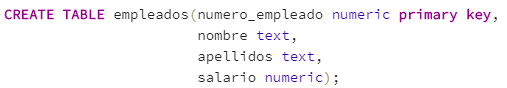 CREATE TABLE empleados(numero_empleado numeric primary key,
nombre text,
apellidos text,
salario numeric);